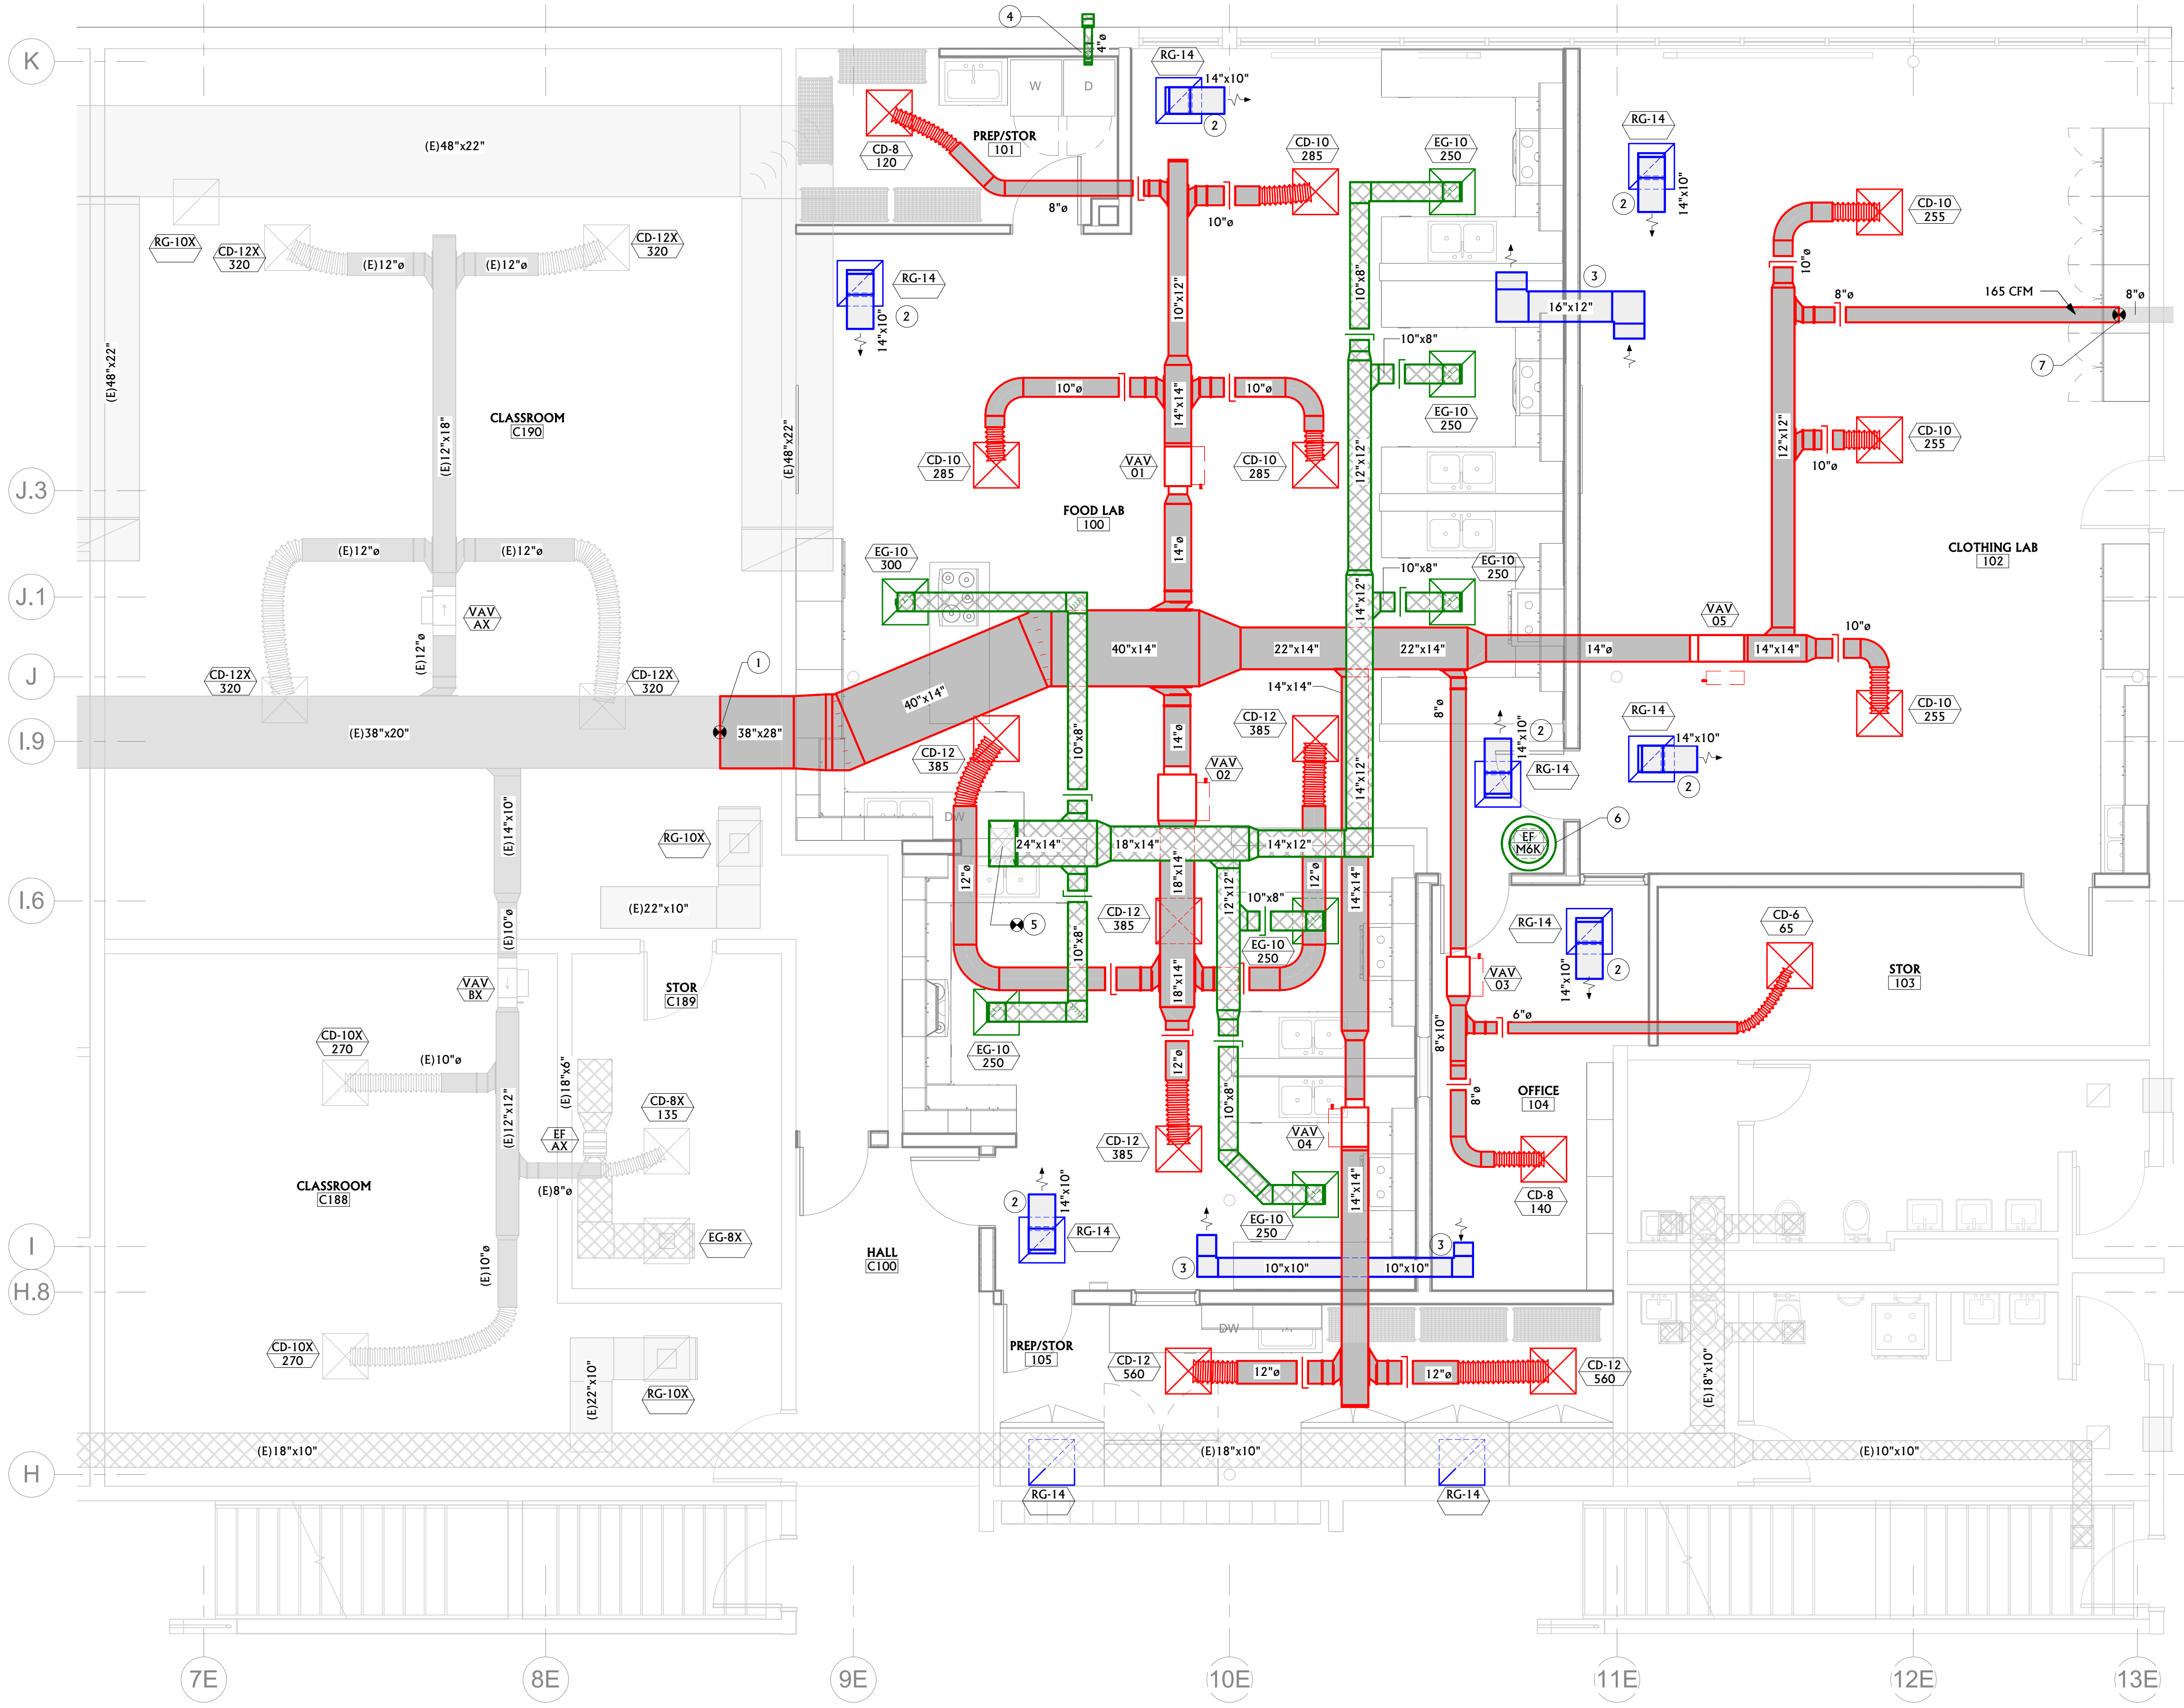 4
4"ø
K
RG-14
14"x10"
2
W
D
PREP/STOR
101
CD-8
120
8"ø
CD-10
285
10"ø
EG-10
250
RG-14
14"x10"
2
(E)48"x22"
RG-10X
CD-12X
320
(E)12"ø
(E)12"ø
CD-12X
320
RG-14
2
14"x10"
10"x12"
10"x8"
3
16"x12"
CD-10
255
10"ø
8"ø
165 CFM
8"ø
7
(E)48"x22"
CLASSROOM
C190
(E)12"x18"
(E)48"x22"
10"ø
14"x14"
10"ø
10"x8"
EG-10
250
CD-10
285
VAV
01
CD-10
285
12"x12"
12"x12"
CD-10
255
10"ø
J.3
FOOD LAB
100
14"ø
CLOTHING LAB
102
(E)12"ø
(E)12"ø
EG-10
300
10"x8"
EG-10
250
J.1
VAV
AX
14"x12"
VAV
05
10"ø
(E)12"ø
40"x14"
22"x14"
22"x14"
14"ø
14"x14"
1
J
CD-12X
320
CD-12X
320
40"x14"
14"x14"
8"ø
CD-10
255
I.9
(E)38"x20"
38"x28"
CD-12
385
10"x8"
14"ø
CD-12
385
14"x10"
2
RG-14
RG-14
14"x10"
2
VAV
02
14"x12"
(E)14"x10"
RG-10X
DW
24"x14"
18"x14"
14"x12"
EF
M6K
6
I.6
(E)22"x10"
(E)10"ø
12"ø
18"x14"
12"x12"
12"ø
14"x14"
10"x8"
CD-12
385
5
10"x8"
EG-10
250
RG-14
2
14"x10"
CD-6
65
STOR
103
VAV
BX
STOR
C189
18"x14"
VAV
03
6"ø
CD-10X
270
(E)10"ø
(E)18"x6"
EG-10
250
12"ø
8"x10"
(E)12"x12"
CD-8X
135
10"x8"
8"ø
OFFICE
104
EF
AX
CD-12
385
VAV
04
CLASSROOM
C188
(E)8"ø
2
14"x10"
14"x14"
CD-8
140
EG-8X
RG-14
EG-10
250
I
(E)10"ø
HALL
C100
3
10"x10"
10"x10"
3
H.8
CD-10X
270
(E)22"x10"
RG-10X
PREP/STOR
105
DW
CD-12
560
12"ø
12"ø
CD-12
560
(E)18"x10"
H
(E)18"x10"
(E)18"x10"
(E)10"x10"
RG-14
RG-14
7E
8E
9E
10E
11E
12E
13E